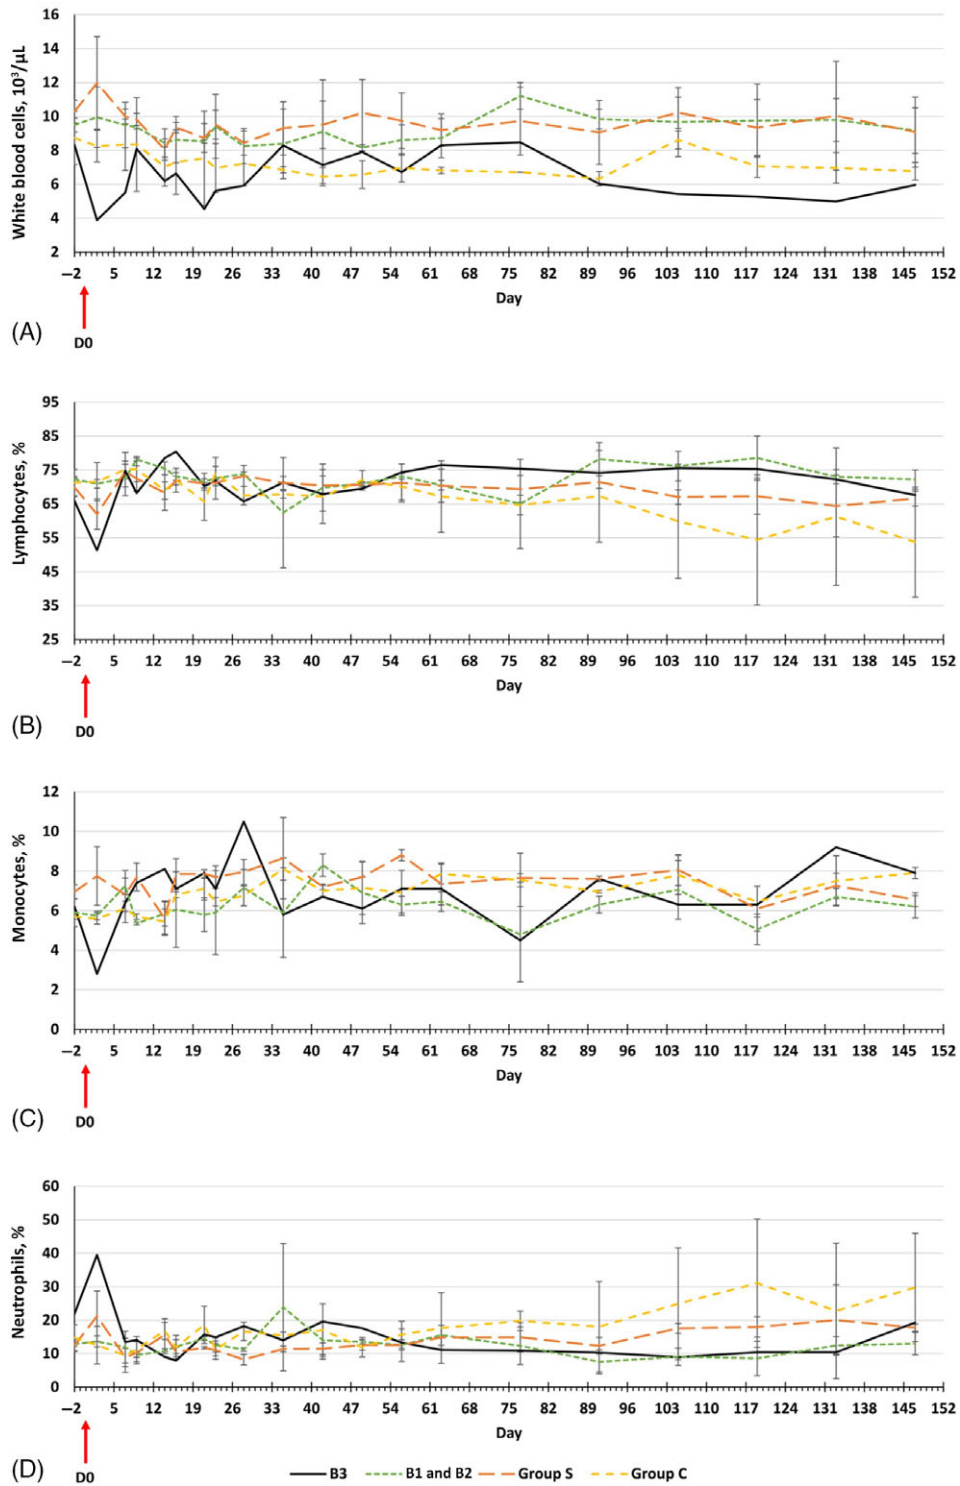 16
14
12
10
8
6
4
2
White blood cells, 10³/µL
−2 5 12 19 26 33 40 47 54 61 68 75 82 89 96 103 110 117 124 131 138 145 152
Day
(A)
D0
95
85
75
65
55
45
35
25
Lymphocytes, %
−2 5 12 19 26 33 40 47 54 61 68 75 82 89 96 103 110 117 124 131 138 145 152
Day
(B)
D0
12
10
8
6
4
2
0
Monocytes, %
−2 5 12 19 26 33 40 47 54 61 68 75 82 89 96 103 110 117 124 131 138 145 152
Day
(C)
D0
60
50
40
30
20
10
0
Neutrophils, %
−2 5 12 19 26 33 40 47 54 61 68 75 82 89 96 103 110 117 124 131 138 145 152
Day
(D)
D0
B3 B1 and B2 Group S Group C